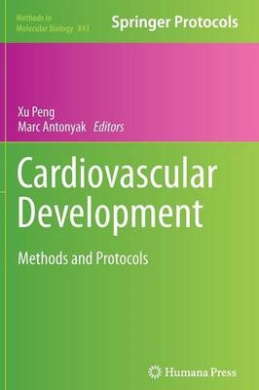 Methods in
Molecular Biology 843
Springer Protocols
Xu Peng
Marc Antonyak Editors
Cardiovascular
Development
Methods and Protocols
Humana Press